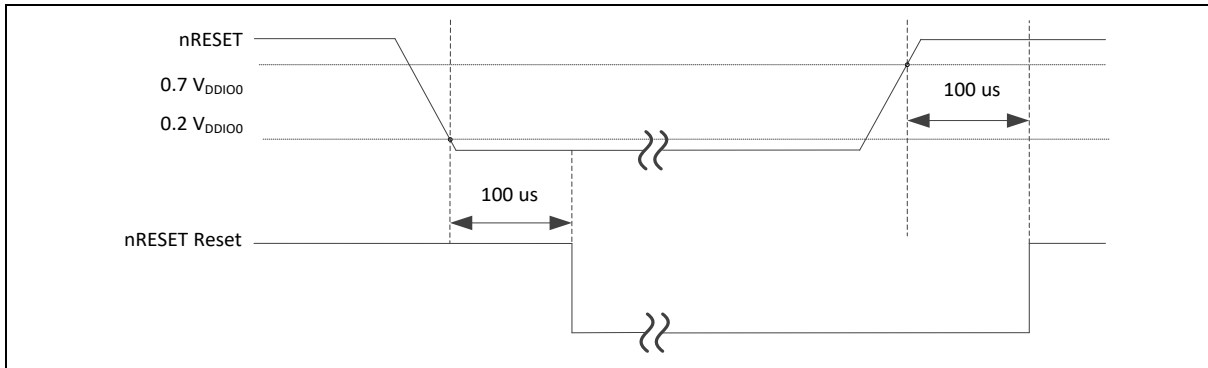 nRESET
0.7 VDDIO0
100 us
0.2 VDDIO0
100 us
nRESET Reset